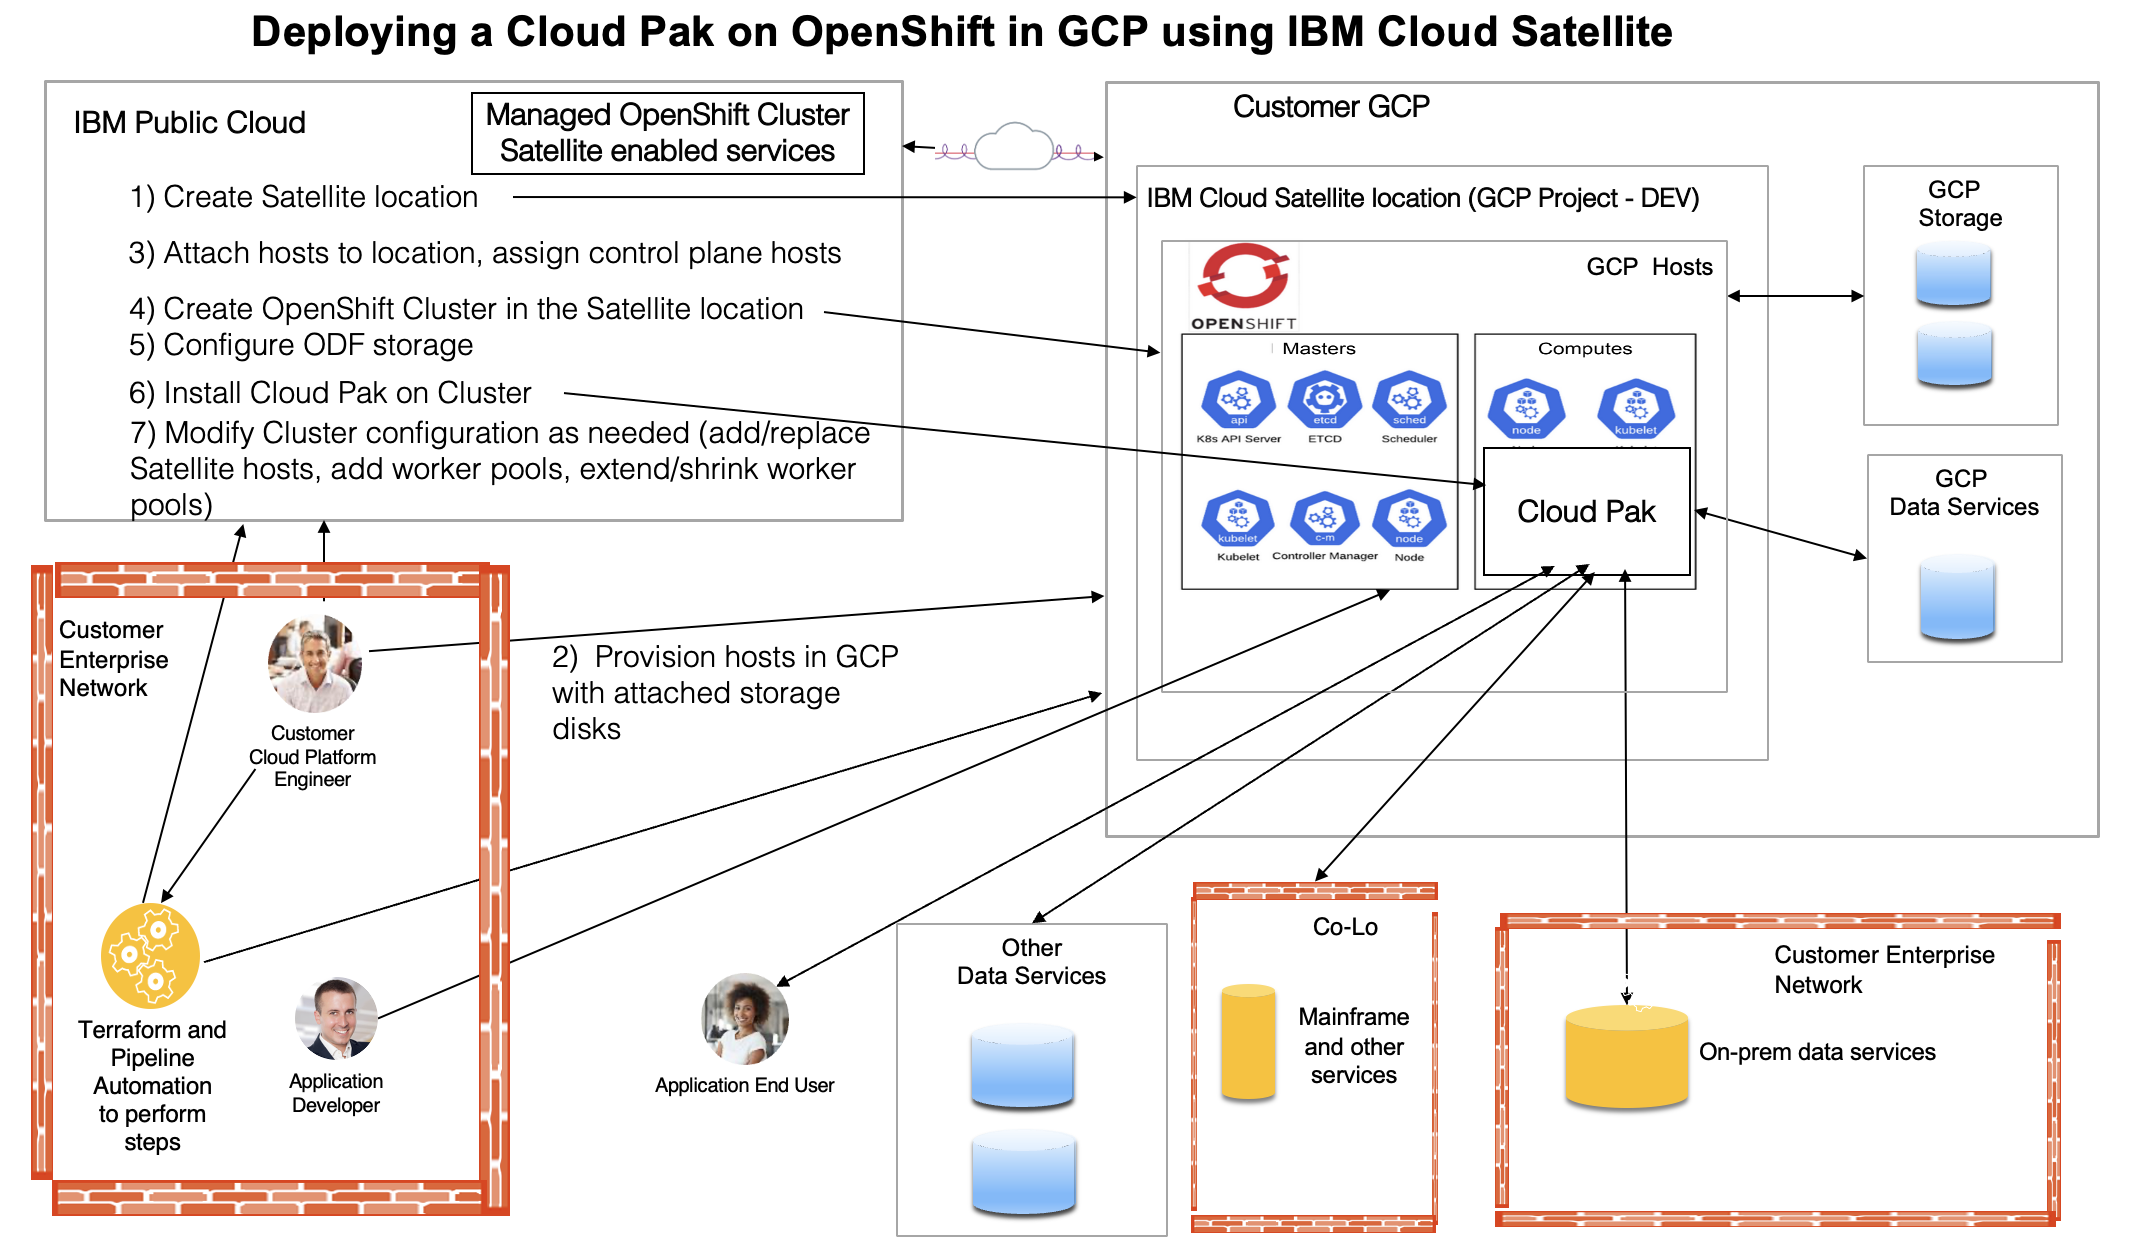 Deploying a Cloud Pak on OpenShift in GCP using IBM Cloud Satellite
IBM Public Cloud
Managed OpenShift Cluster
Satellite enabled services
1) Create Satellite location
3) Attach hosts to location, assign control plane hosts
4) Create OpenShift Cluster in the Satellite location
5) Configure ODF storage
6) Install Cloud Pak on Cluster
7) Modify Cluster configuration as needed (add/replace
Satellite hosts, add worker pools, extend/shrink worker
pools)
Customer GCP
IBM Cloud Satellite location (GCP Project - DEV)
GCP Hosts
OPENSHIFT
Masters
api
K8s API Server
etcd
ETCD
sched
Scheduler
kubelet
Kubelet
c-m
Controller Manager
node
Node
Computes
node
kubelet
Cloud Pak
GCP
Storage
GCP
Data Services
Customer
Enterprise
Network
Customer
Cloud Platform
Engineer
2) Provision hosts in GCP
with attached storage
disks
Terraform and
Pipeline
Automation
to perform
steps
Application
Developer
Application End User
Other
Data Services
Co-Lo
Mainframe
and other
services
Customer Enterprise
Network
On-prem data services